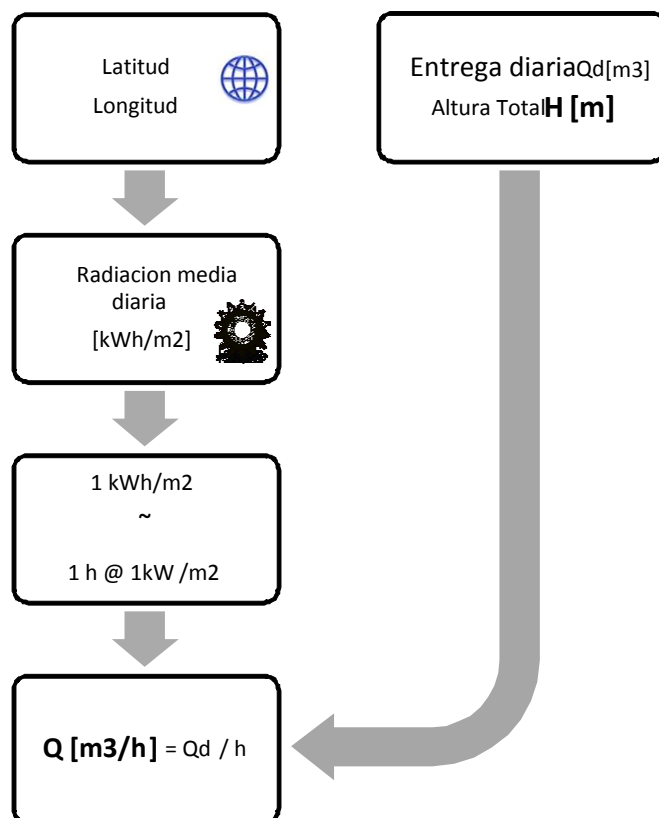 Latitud
Longitud
Entrega diariaQd[m3]
Altura TotalH [m]
Radiacion media
diaria
[kWh/m2]
1 kWh/m2
~
1 h @ 1kW /m2
Q [m3/h] = Qd / h